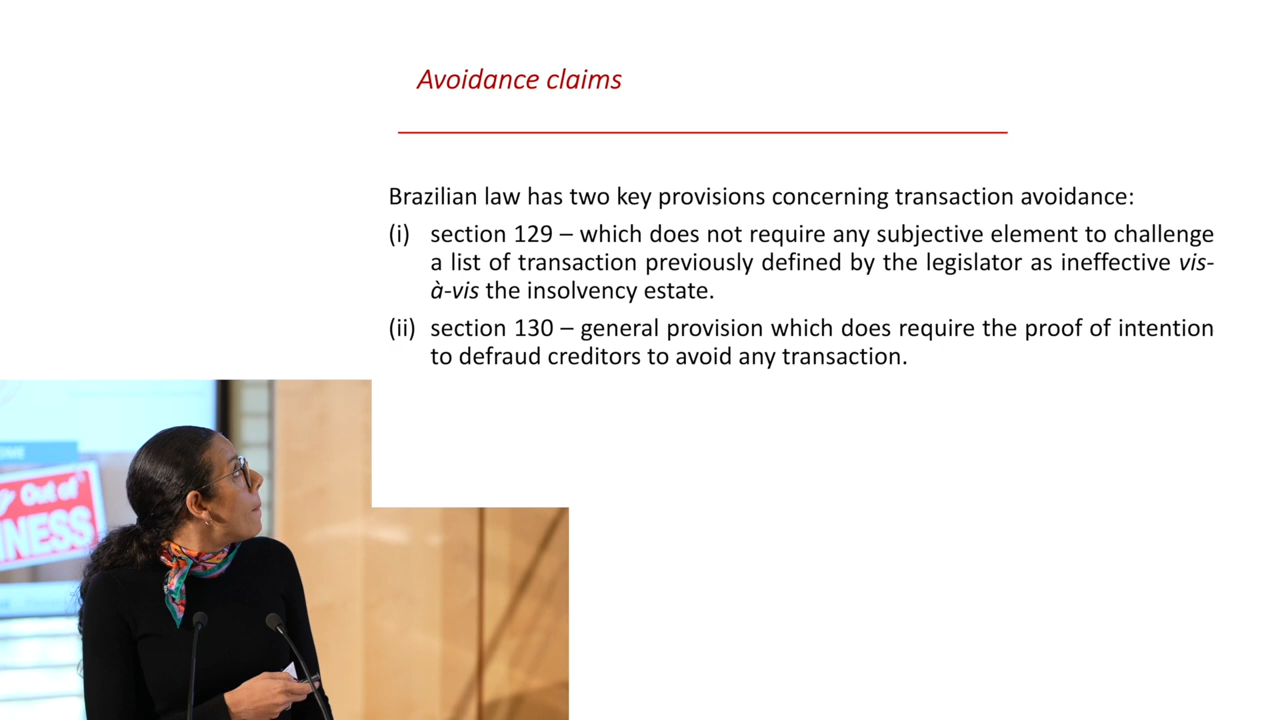 Avoidance claims
Brazilian law has two key provisions concerning transaction avoidance:
(i) section 129 – which does not require any subjective element to challenge
a list of transaction previously defined by the legislator as ineffective vis-
à-vis the insolvency estate.
(ii) section 130 – general provision which does require the proof of intention
to defraud creditors to avoid any transaction.
Out of
INESS